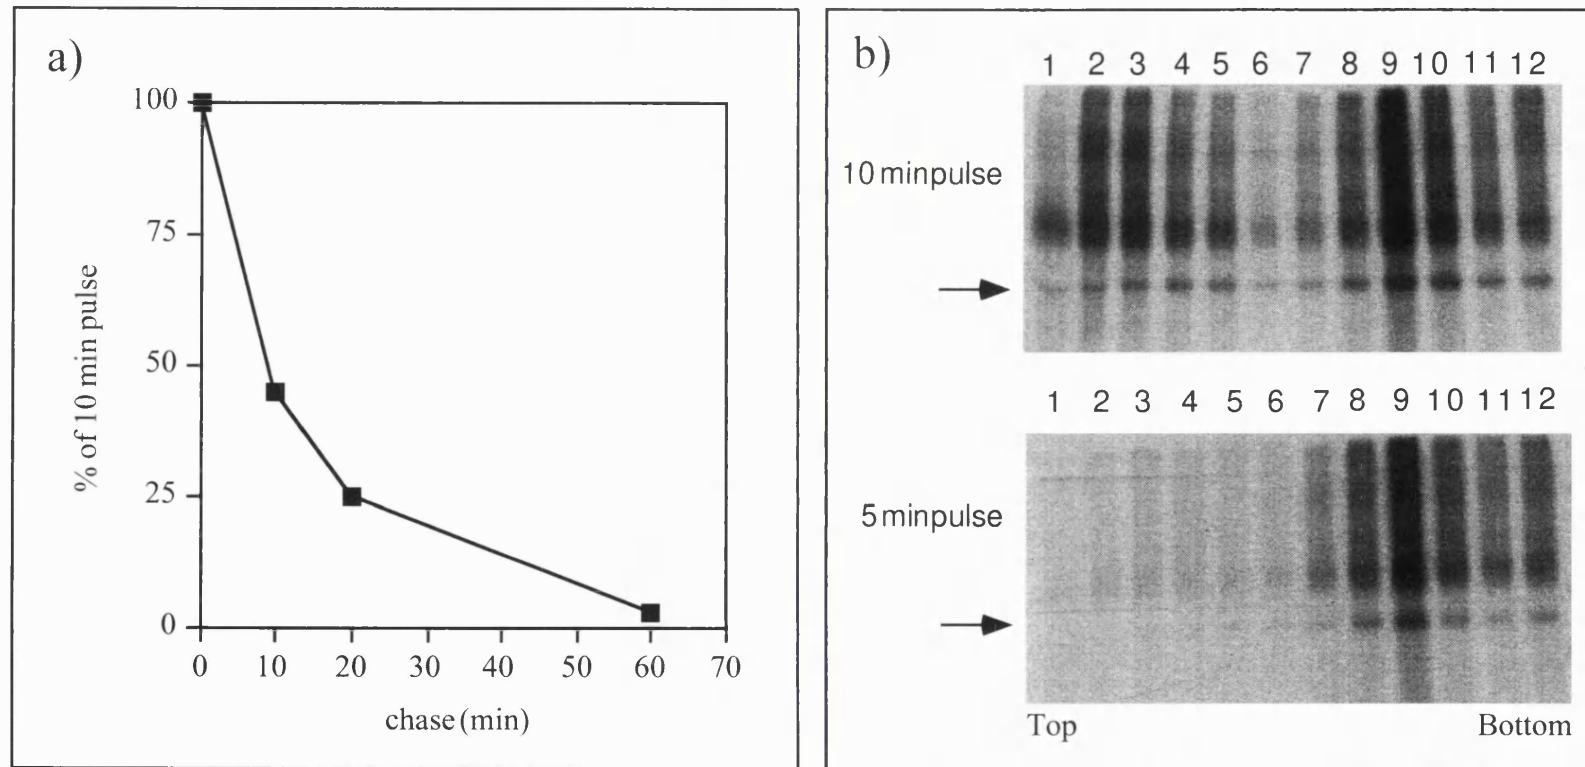 a)
100
75
50
25
0
% of 10 min pulse
0 10 20 30 40 50 60 70
chase (min)
b)
1 2 3 4 5 6 7 8 9 10 11 12
10 minpulse
1 2 3 4 5 6 7 8 9 10 11 12
5 minpulse
Top Bottom